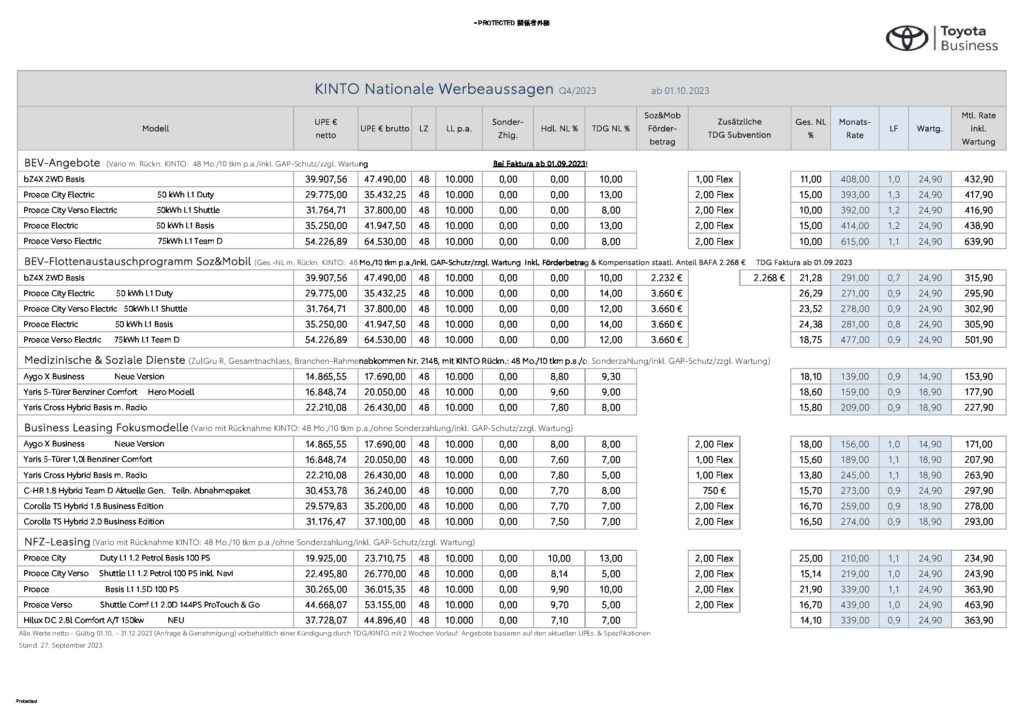 - PROTECTED 関係者外秘
Toyota
Business
KINTO Nationale Werbeaussagen Q4/2023 ab 01.10.2023
Modell UPE € netto UPE € brutto LZ LL p.a. Sonder-Zhlg. Hdl. NL % TDG NL % Soz&Mob Förder-betrag Zusätzliche TDG Subvention Ges. NL % Monats-Rate LF Wartg. Mtl. Rate inkl. Wartung
BEV-Angebote (Vario m. Rückn. KINTO: 48 Mo./10 tkm p.a./inkl. GAP-Schutz/zzgl. Wartung Bei Faktura ab 01.09.2023!
bZ4X 2WD Basis 39.907,56 47.490,00 48 10.000 0,00 0,00 10,00 1,00 Flex 11,00 408,00 1,0 24,90 432,90
Proace City Electric 50 kWh L1 Duty 29.775,00 35.432,25 48 10.000 0,00 0,00 13,00 2,00 Flex 15,00 393,00 1,3 24,90 417,90
Proace City Verso Electric 50kWh L1 Shuttle 31.764,71 37.800,00 48 10.000 0,00 0,00 8,00 2,00 Flex 10,00 392,00 1,2 24,90 416,90
Proace Electric 50 kWh L1 Basis 35.250,00 41.947,50 48 10.000 0,00 0,00 13,00 2,00 Flex 15,00 414,00 1,2 24,90 438,90
Proace Verso Electric 75kWh L1 Team D 54.226,89 64.530,00 48 10.000 0,00 0,00 8,00 2,00 Flex 10,00 615,00 1,1 24,90 639,90
BEV-Flottenaustauschprogramm Soz&Mobil (Ges.-NL m. Rückn. KINTO: 48 Mo./10 tkm p.a./inkl. GAP-Schutz/zzgl. Wartung Inkl. Förderbetrag & Kompensation staatl. Anteil BAFA 2.268 € TDG Faktura ab 01.09.2023
bZ4X 2WD Basis 39.907,56 47.490,00 48 10.000 0,00 0,00 10,00 2.232 € 2.268 € 21,28 291,00 0,7 24,90 315,90
Proace City Electric 50 kWh L1 Duty 29.775,00 35.432,25 48 10.000 0,00 0,00 14,00 3.660 € 26,29 271,00 0,9 24,90 295,90
Proace City Verso Electric 50kWh L1 Shuttle 31.764,71 37.800,00 48 10.000 0,00 0,00 12,00 3.660 € 23,52 278,00 0,9 24,90 302,90
Proace Electric 50 kWh L1 Basis 35.250,00 41.947,50 48 10.000 0,00 0,00 14,00 3.660 € 24,38 281,00 0,8 24,90 305,90
Proace Verso Electric 75kWh L1 Team D 54.226,89 64.530,00 48 10.000 0,00 0,00 12,00 3.660 € 18,75 477,00 0,9 24,90 501,90
Medizinische & Soziale Dienste (ZulGru R, Gesamtnachlass, Branchen-Rahmenabkommen Nr. 2148, mit KINTO Rückn.: 48 Mo./10 tkm p.a./o. Sonderzahlung/inkl. GAP-Schutz/zzgl. Wartung)
Aygo X Business Neue Version 14.865,55 17.690,00 48 10.000 0,00 8,80 9,30 18,10 139,00 0,9 14,90 153,90
Yaris 5-Türer Benziner Comfort Hero Modell 16.848,74 20.050,00 48 10.000 0,00 9,60 9,00 18,60 159,00 0,9 18,90 177,90
Yaris Cross Hybrid Basis m. Radio 22.210,08 26.430,00 48 10.000 0,00 7,80 8,00 15,80 209,00 0,9 18,90 227,90
Business Leasing Fokusmodelle (Vario mit Rücknahme KINTO: 48 Mo./10 tkm p.a./ohne Sonderzahlung/inkl. GAP-Schutz/zzgl. Wartung)
Aygo X Business Neue Version 14.865,55 17.690,00 48 10.000 0,00 8,00 8,00 2,00 Flex 18,00 156,00 1,0 14,90 171,00
Yaris 5-Türer 1,0l Benziner Comfort 16.848,74 20.050,00 48 10.000 0,00 7,60 7,00 1,00 Flex 15,60 189,00 1,1 18,90 207,90
Yaris Cross Hybrid Basis m. Radio 22.210,08 26.430,00 48 10.000 0,00 7,80 5,00 1,00 Flex 13,80 245,00 1,1 18,90 263,90
C-HR 1.8 Hybrid Team D Aktuelle Gen. Teiln. Abnahmepaket 30.453,78 36.240,00 48 10.000 0,00 7,70 8,00 750 € 15,70 273,00 0,9 24,90 297,90
Corolla TS Hybrid 1.8 Business Edition 29.579,83 35.200,00 48 10.000 0,00 7,70 7,00 2,00 Flex 16,70 259,00 0,9 18,90 278,00
Corolla TS Hybrid 2.0 Business Edition 31.176,47 37.100,00 48 10.000 0,00 7,50 7,00 2,00 Flex 16,50 274,00 0,9 18,90 293,00
NFZ-Leasing (Vario mit Rücknahme KINTO: 48 Mo./10 tkm p.a./ohne Sonderzahlung/inkl. GAP-Schutz/zzgl. Wartung)
Proace City Duty L1 1.2 Petrol Basis 100 PS 19.925,00 23.710,75 48 10.000 0,00 10,00 13,00 2,00 Flex 25,00 210,00 1,1 24,90 234,90
Proace City Verso Shuttle L1 1.2 Petrol 100 PS inkl. Navi 22.495,80 26.770,00 48 10.000 0,00 8,14 5,00 2,00 Flex 15,14 219,00 1,0 24,90 243,90
Proace Basis L1 1.5D 100 PS 30.265,00 36.015,35 48 10.000 0,00 9,90 10,00 2,00 Flex 21,90 339,00 1,1 24,90 363,90
Proace Verso Shuttle Comf L1 2.0D 144PS ProTouch & Go 44.668,07 53.155,00 48 10.000 0,00 9,70 5,00 2,00 Flex 16,70 439,00 1,0 24,90 463,90
Hilux DC 2.8l Comfort A/T 150kw NEU 37.728,07 44.896,40 48 10.000 0,00 7,10 7,00 14,10 339,00 0,9 24,90 363,90
Alle Werte netto - Gültig 01.10. - 31.12.2023 (Anfrage & Genehmigung) vorbehaltlich einer Kündigung durch TDG/KINTO mit 2 Wochen Vorlauf. Angebote basieren auf den aktuellen UPEs. & Spezifikationen.
Stand 27. September 2023
Protected